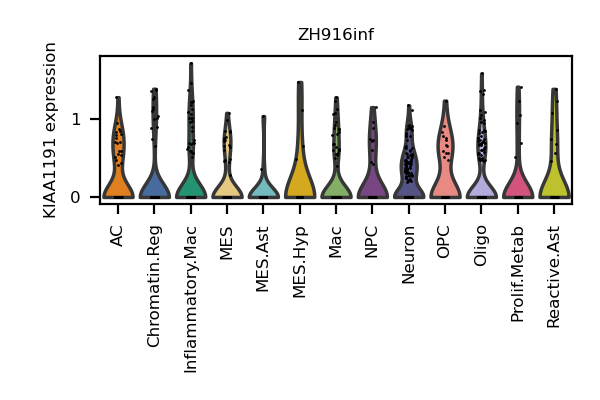 ZH916inf
KIAA1191 expression
1
0
AC
Chromatin.Reg
Inflammatory.Mac
MES
MES.Ast
MES.Hyp
Mac
NPC
Neuron
OPC
Oligo
Prolif.Metab
Reactive.Ast